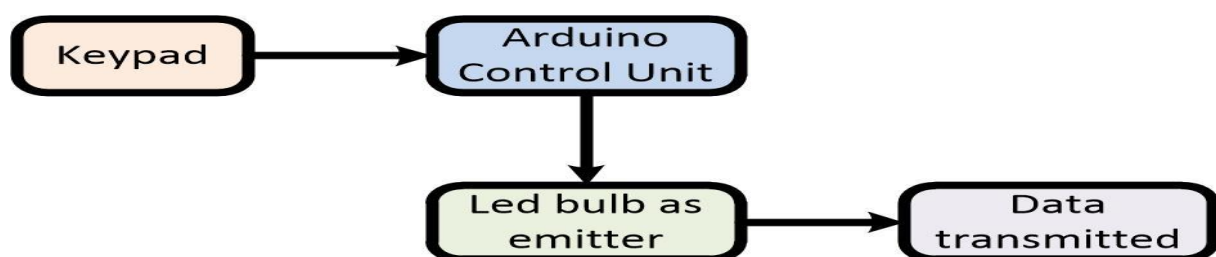 Keypad
Arduino
Control Unit
Led bulb as
emitter
Data
transmitted